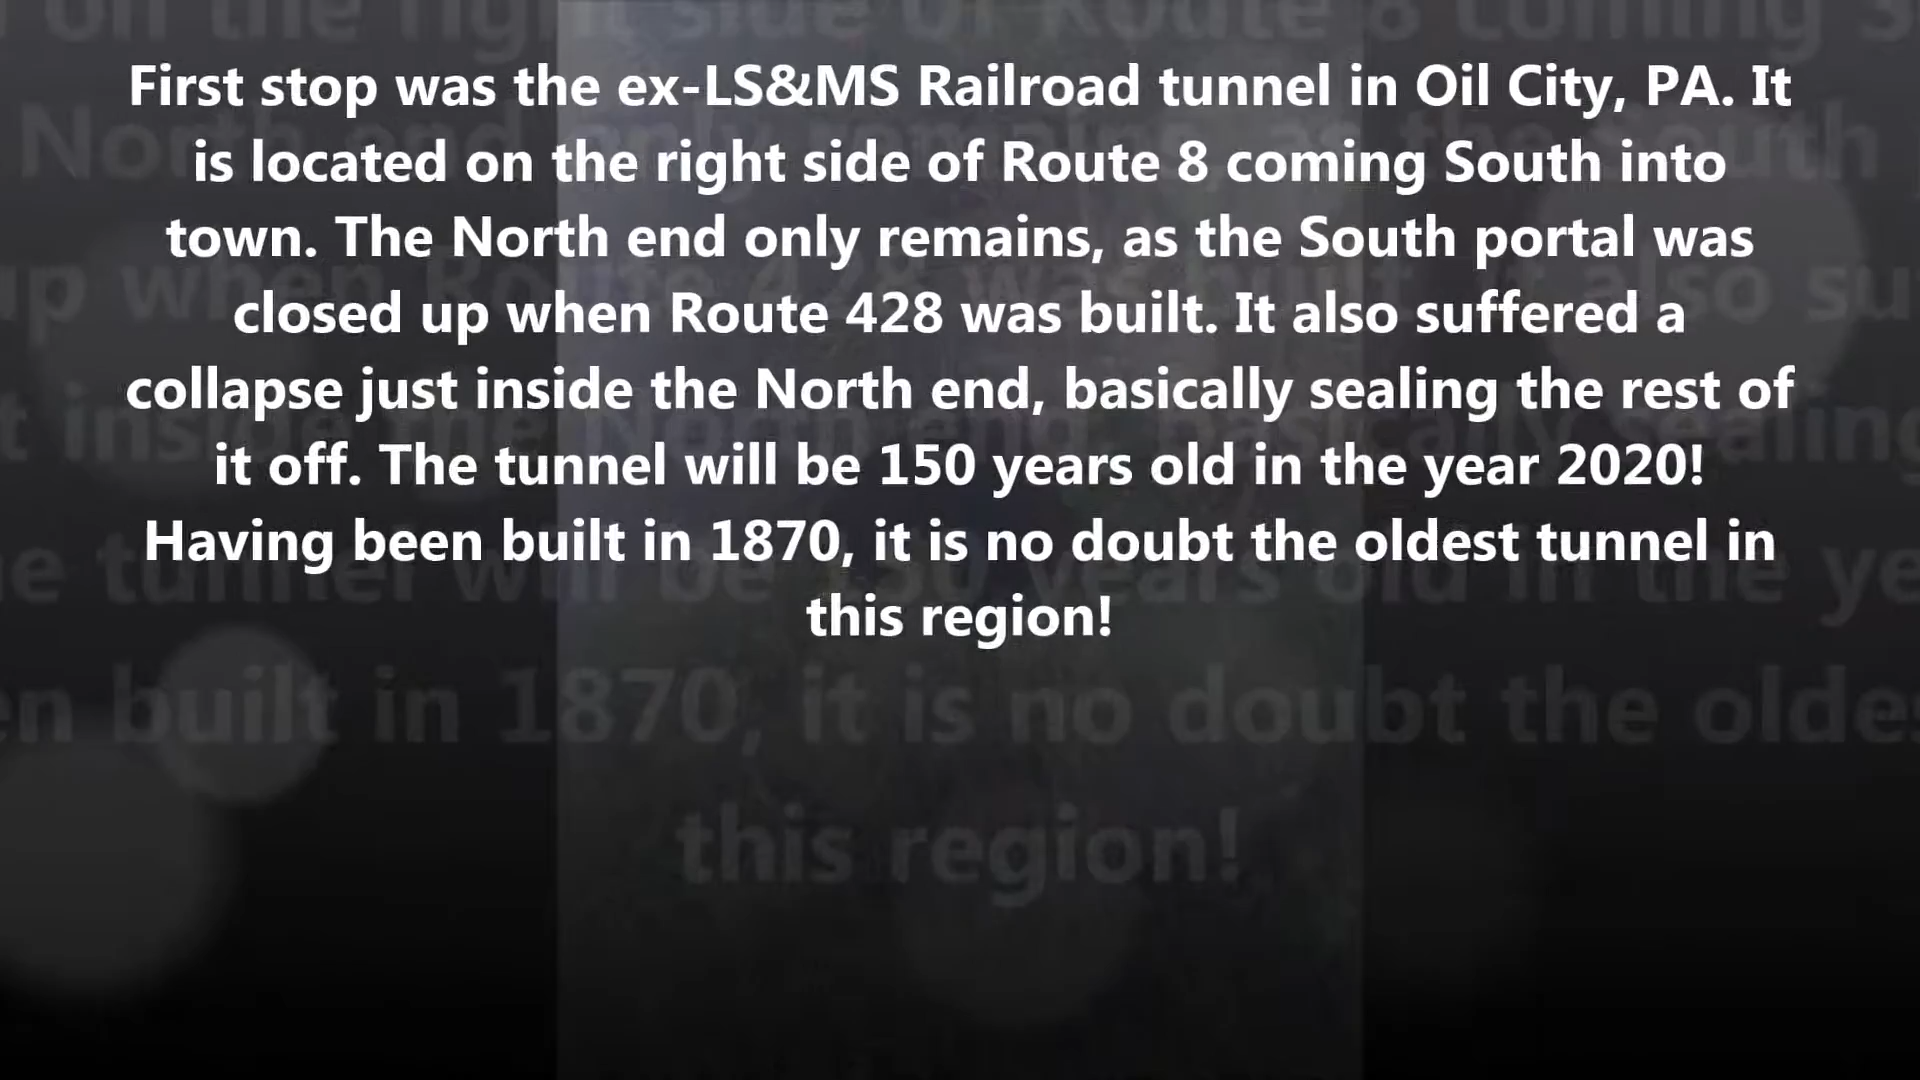 First stop was the ex-LS&MS Railroad tunnel in Oil City, PA. It
is located on the right side of Route 8 coming South into
town. The North end only remains, as the South portal was
closed up when Route 428 was built. It also suffered a
collapse just inside the North end, basically sealing the rest of
it off. The tunnel will be 150 years old in the year 2020!
Having been built in 1870, it is no doubt the oldest tunnel in
this region!